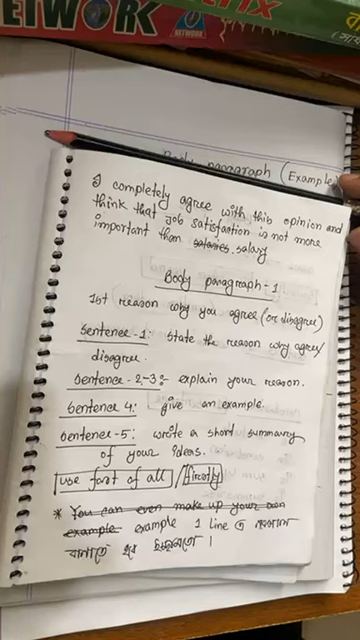 ETWORK
NETWORK
Body paragraph (Example)
I completely agree with this opinion and
think that Job satisfaction is not more
important than salaries. salary
Body paragraph - 1
1st reason why you agree (or disagree)
Sentence - 1: State the reason why agree/
disagree.
Sentence - 2-3:- explain your reason.
Sentence 4: give an example.
Sentence - 5: write a short summary
of your ideas.
use first of all / firstly
* You can even make up your own
example example 1 line এ
বানাতে হবে